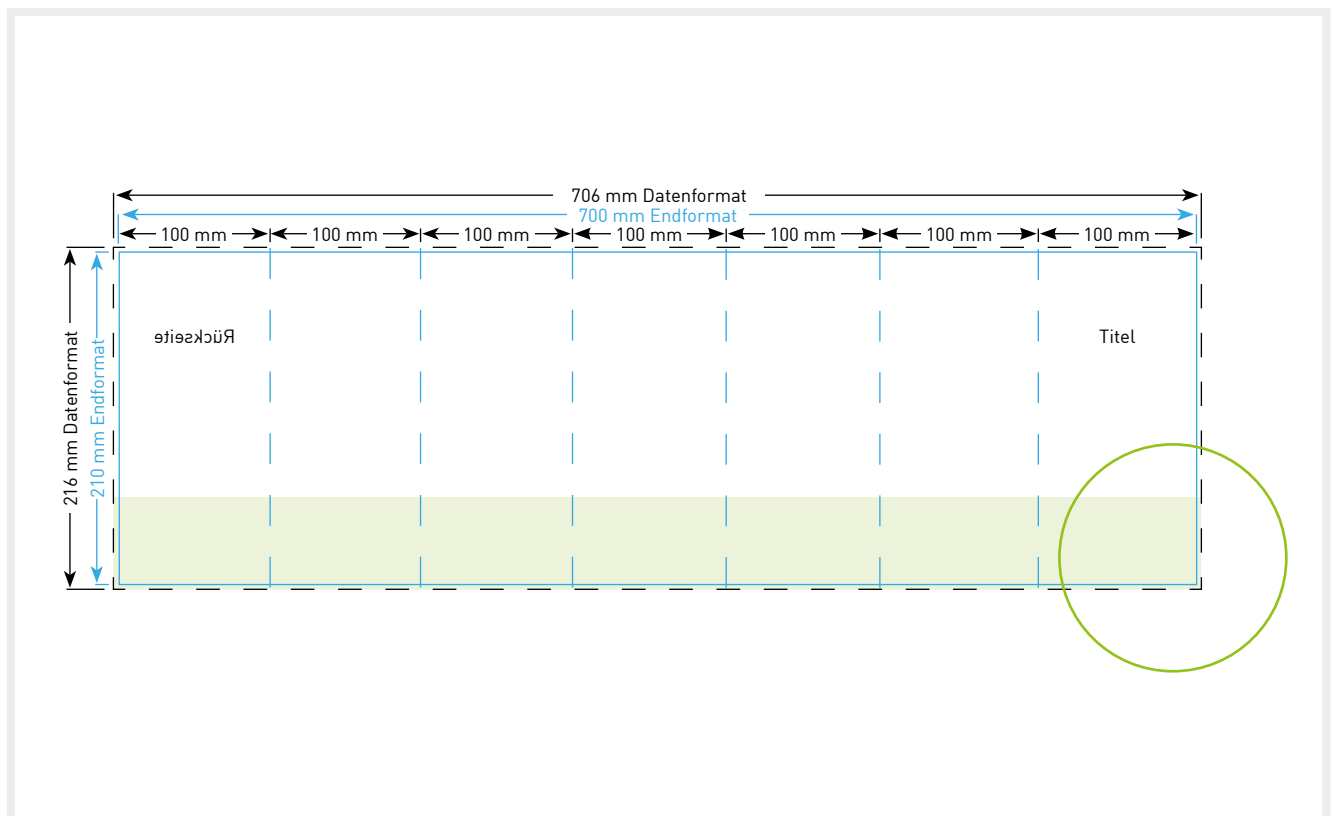 706 mm Datenformat
700 mm Endformat
100 mm 100 mm 100 mm 100 mm 100 mm 100 mm 100 mm
216 mm Datenformat
210 mm Endformat
Rückseite
Titel